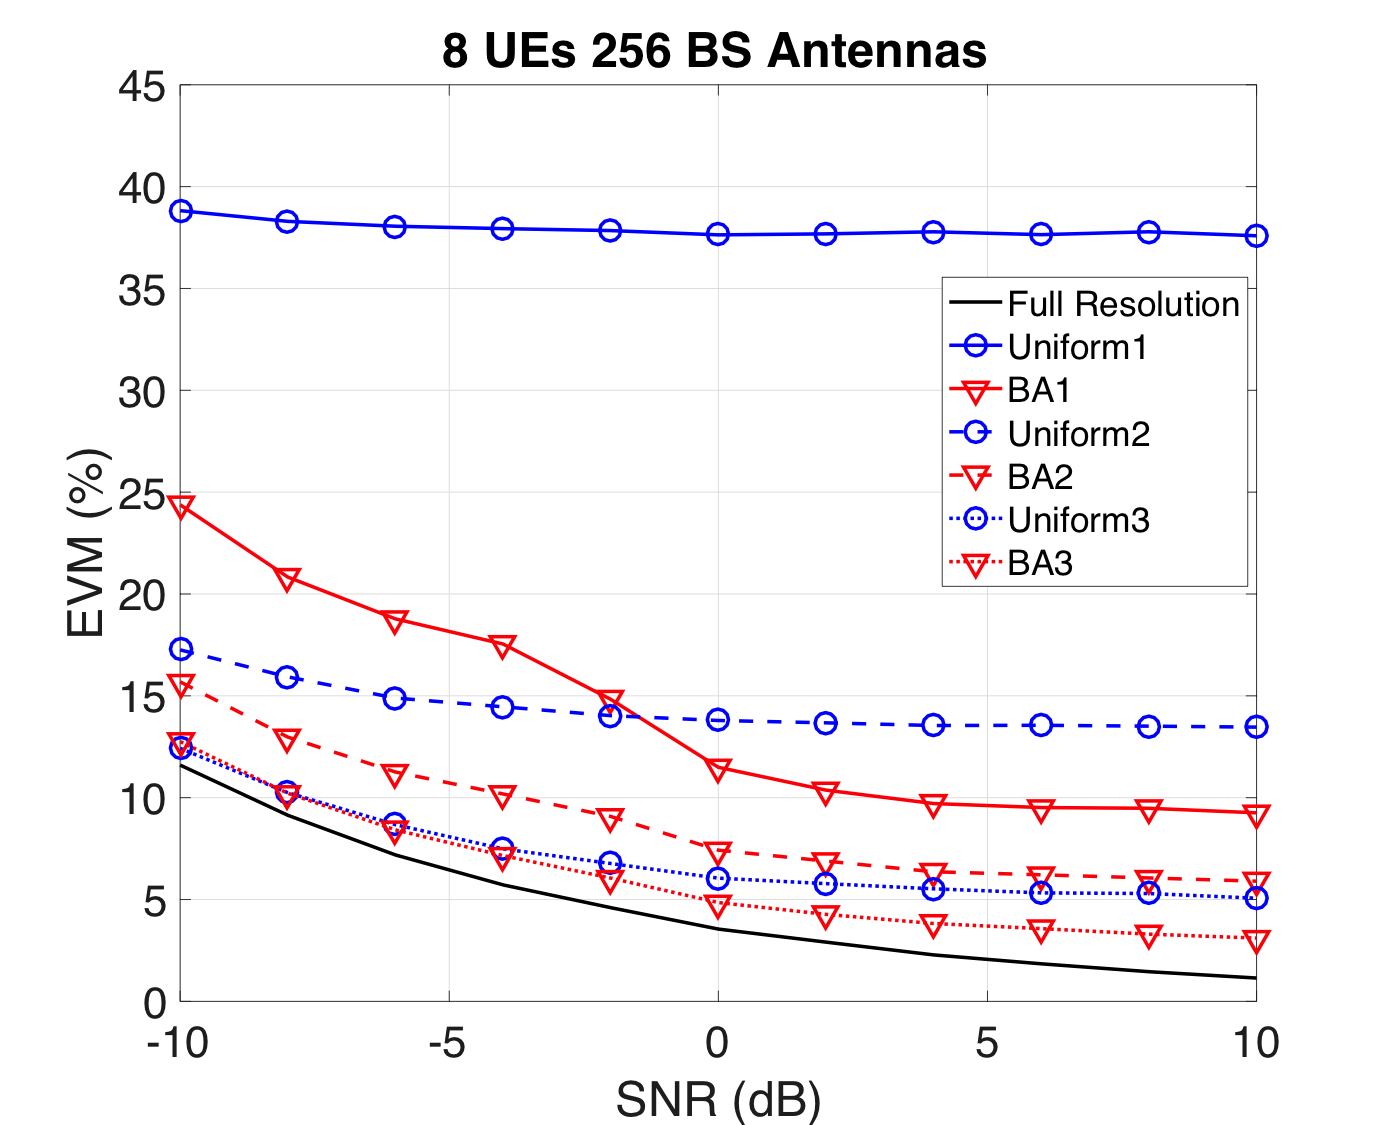 8 UEs 256 BS Antennas
45
40
35
30
25
20
15
10
5
0
EVM (%)
Full Resolution
Uniform1
BA1
Uniform2
BA2
Uniform3
BA3
-10 -5 0 5 10
SNR (dB)